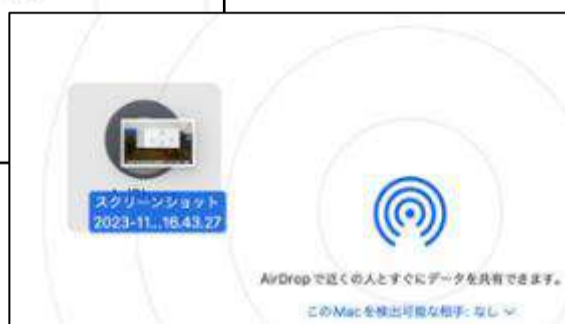 スクリーンショット
2023-11...16.43.27
AirDropで近くの人とすぐにデータを共有できます。
このMacを検出可能な相手: なし